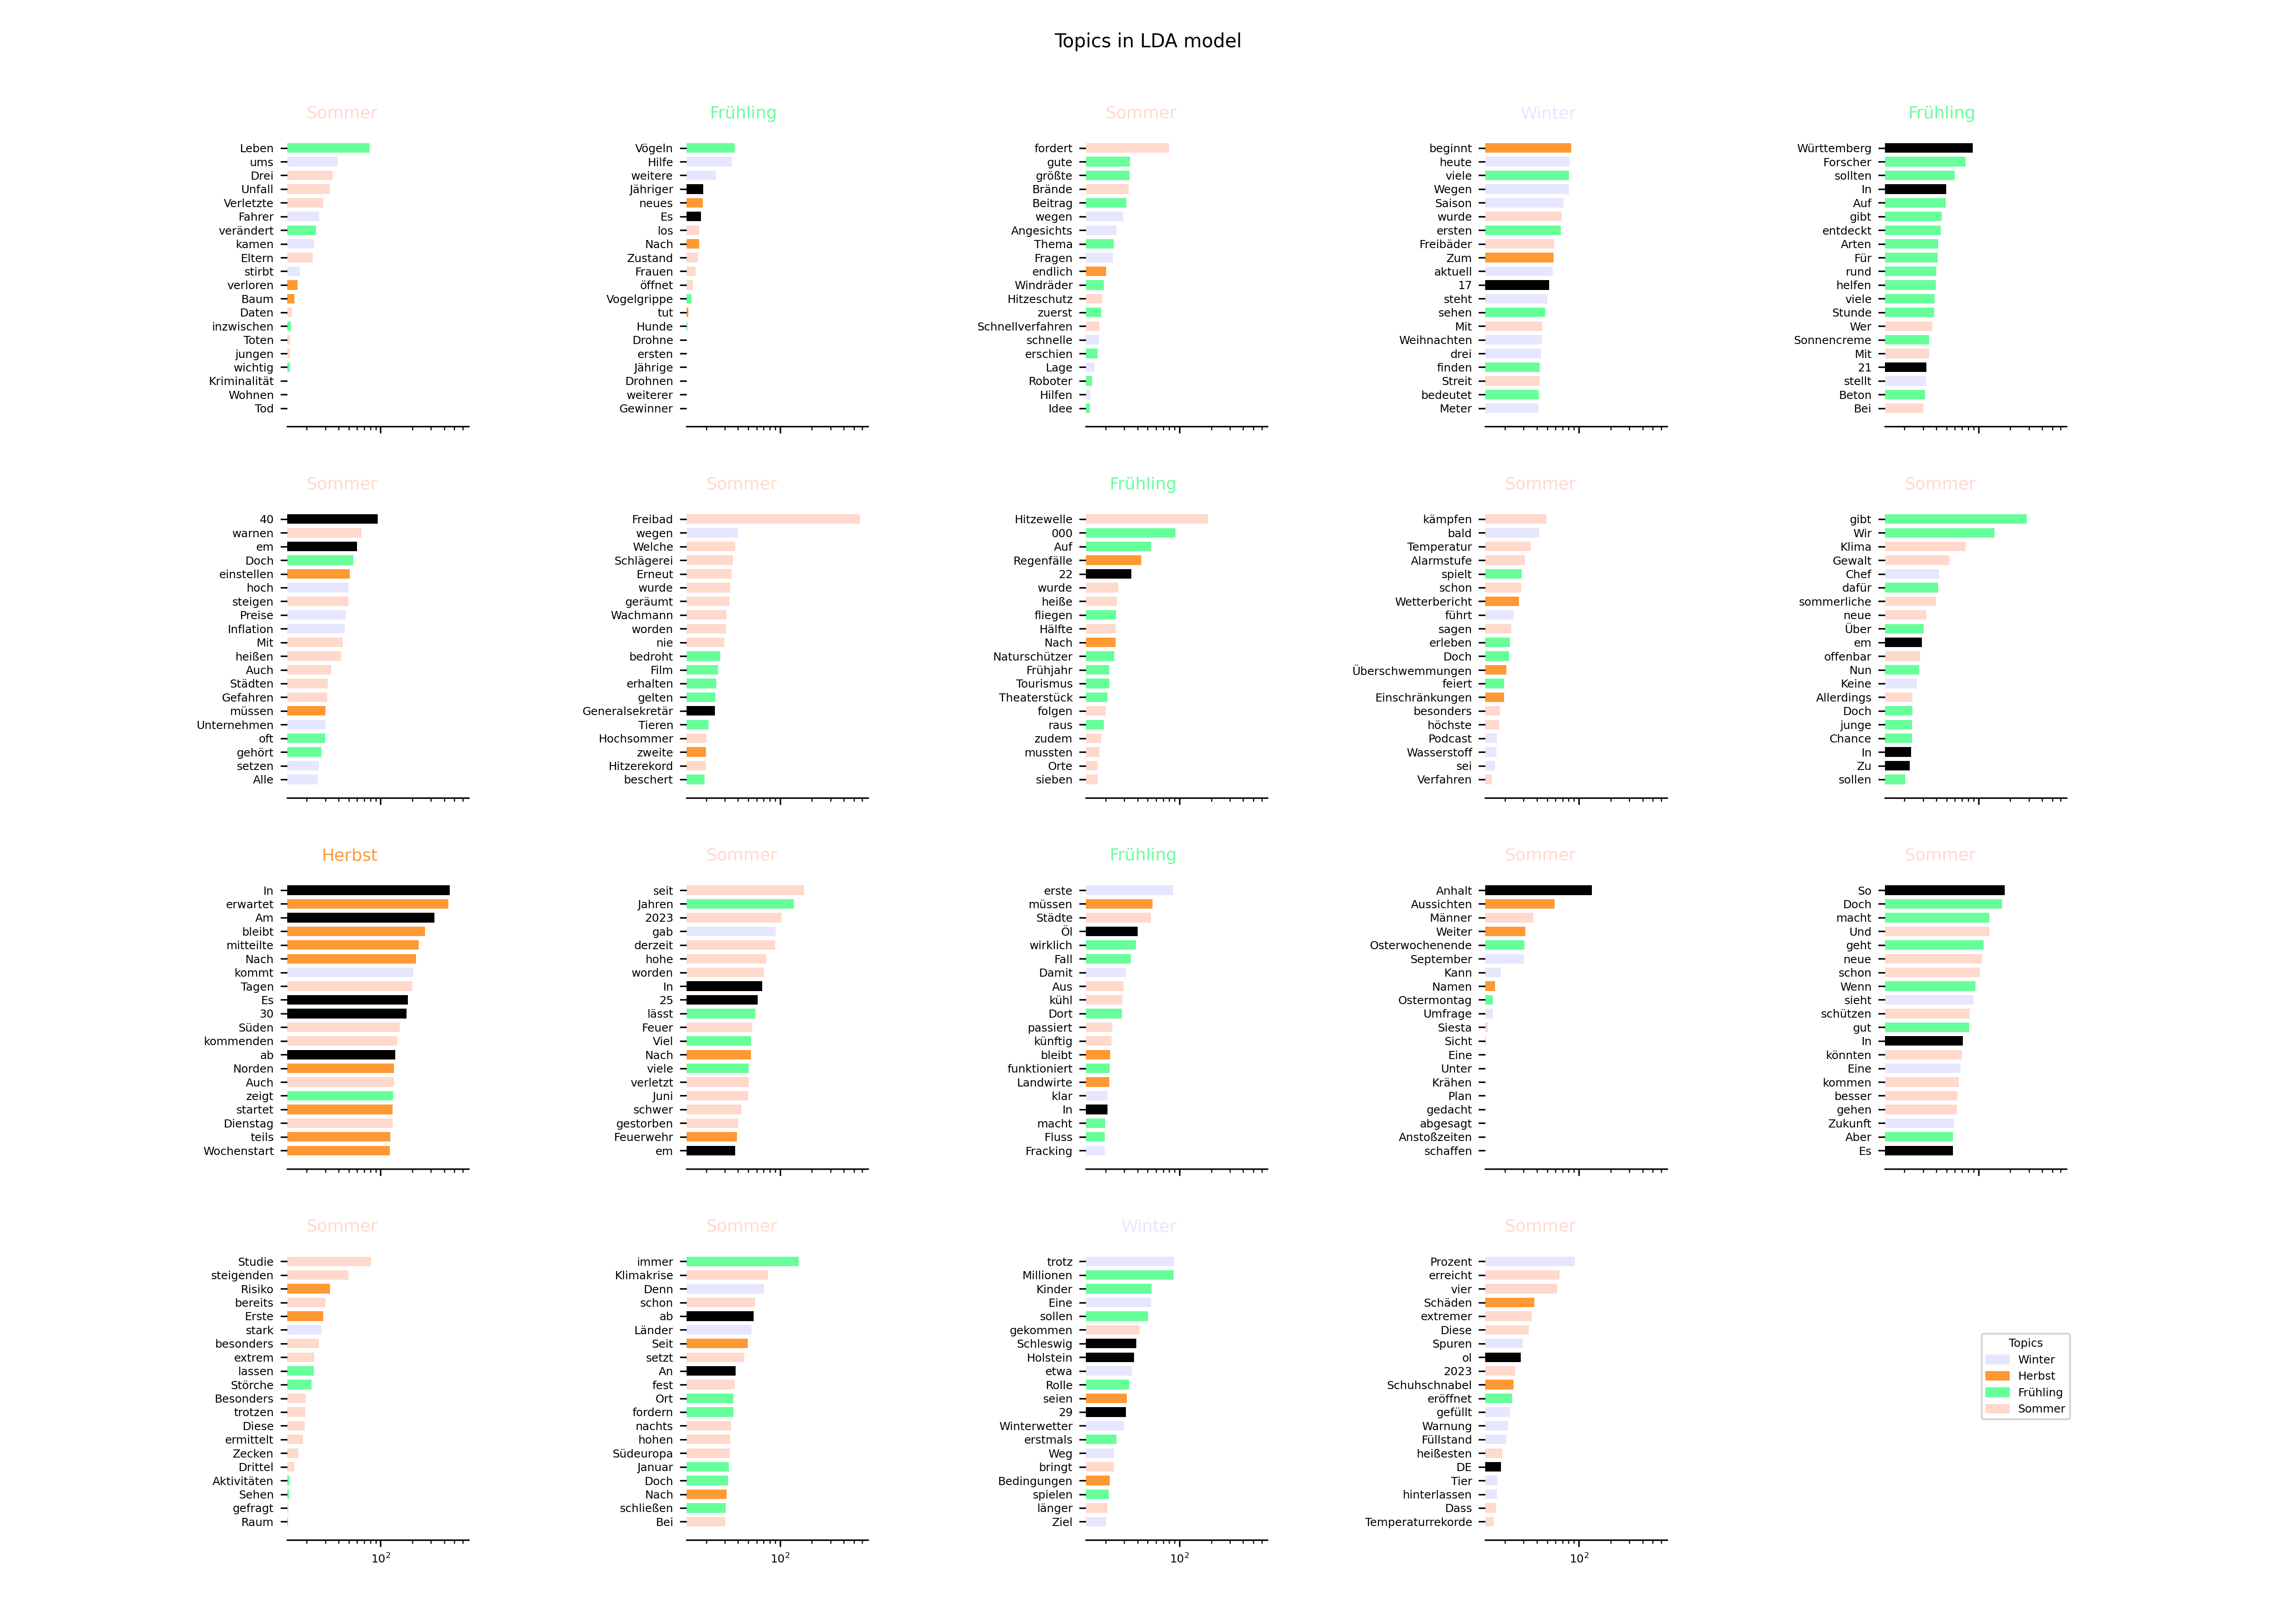 Topics in LDA model
Sommer
Leben
ums
Drei
Unfall
Verletzte
Fahrer
verändert
kamen
Eltern
stirbt
verloren
Baum
Daten
inzwischen
Toten
jungen
wichtig
Kriminalität
Wohnen
Tod
Frühling
Vögeln
Hilfe
weitere
Jähriger
neues
Es
los
Nach
Zustand
Frauen
öffnet
Vogelgrippe
tut
Hunde
Drohne
ersten
Jährige
Drohnen
weiterer
Gewinner
Sommer
fordert
gute
größte
Brände
Beitrag
wegen
Angesichts
Thema
Fragen
endlich
Windräder
Hitzeschutz
zuerst
Schnellverfahren
schnelle
erschien
Lage
Roboter
Hilfen
Idee
Winter
beginnt
heute
viele
Wegen
Saison
wurde
ersten
Freibäder
Zum
aktuell
17
steht
sehen
Mit
Weihnachten
drei
finden
Streit
bedeutet
Meter
Frühling
Württemberg
Forscher
sollten
In
Auf
gibt
entdeckt
Arten
Für
rund
helfen
viele
Stunde
Wer
Sonnencreme
Mit
21
stellt
Beton
Bei
Sommer
40
warnen
em
Doch
einstellen
hoch
steigen
Preise
Inflation
Mit
heißen
Auch
Städten
Gefahren
müssen
Unternehmen
oft
gehört
setzen
Alle
Sommer
Freibad
wegen
Welche
Schlägerei
Erneut
wurde
geräumt
Wachmann
worden
nie
bedroht
Film
erhalten
gelten
Generalsekretär
Tieren
Hochsommer
zweite
Hitzerekord
beschert
Frühling
Hitzewelle
000
Auf
Regenfälle
22
wurde
heiße
fliegen
Hälfte
Nach
Naturschützer
Frühjahr
Tourismus
Theaterstück
folgen
raus
zudem
mussten
Orte
sieben
Sommer
kämpfen
bald
Temperatur
Alarmstufe
spielt
schon
Wetterbericht
führt
sagen
erleben
Doch
Überschwemmungen
feiert
Einschränkungen
besonders
höchste
Podcast
Wasserstoff
sei
Verfahren
Sommer
gibt
Wir
Klima
Gewalt
Chef
dafür
sommerliche
neue
Über
em
offenbar
Nun
Keine
Allerdings
Doch
junge
Chance
In
Zu
sollen
Herbst
In
erwartet
Am
bleibt
mitteilte
Nach
kommt
Tagen
Es
30
Süden
kommenden
ab
Norden
Auch
zeigt
startet
Dienstag
teils
Wochenstart
Sommer
seit
Jahren
2023
gab
derzeit
hohe
worden
In
25
lässt
Feuer
Viel
Nach
viele
verletzt
Juni
schwer
gestorben
Feuerwehr
em
Frühling
erste
müssen
Städte
Öl
wirklich
Fall
Damit
Aus
kühl
Dort
passiert
künftig
bleibt
funktioniert
Landwirte
klar
In
macht
Fluss
Fracking
Sommer
Anhalt
Aussichten
Männer
Weiter
Osterwochenende
September
Kann
Namen
Ostermontag
Umfrage
Siesta
Sicht
Eine
Unter
Krähen
Plan
gedacht
abgesagt
Anstoßzeiten
schaffen
Sommer
So
Doch
macht
Und
geht
neue
schon
Wenn
sieht
schützen
gut
In
könnten
Eine
kommen
besser
gehen
Zukunft
Aber
Es
Sommer
Studie
steigenden
Risiko
bereits
Erste
stark
besonders
extrem
lassen
Störche
Besonders
trotzen
Diese
ermittelt
Zecken
Drittel
Aktivitäten
Sehen
gefragt
Raum
10²
Sommer
immer
Klimakrise
Denn
schon
ab
Länder
Seit
setzt
An
fest
Ort
fordern
nachts
hohen
Südeuropa
Januar
Doch
Nach
schließen
Bei
10²
Winter
trotz
Millionen
Kinder
Eine
sollen
gekommen
Schleswig
Holstein
etwa
Rolle
seien
29
Winterwetter
erstmals
Weg
bringt
Bedingungen
spielen
länger
Ziel
10²
Sommer
Prozent
erreicht
vier
Schäden
extremer
Diese
Spuren
ol
2023
Schuhschnabel
eröffnet
gefüllt
Warnung
Füllstand
heißesten
DE
Tier
hinterlassen
Dass
Temperaturrekorde
10²
Topics
Winter
Herbst
Frühling
Sommer